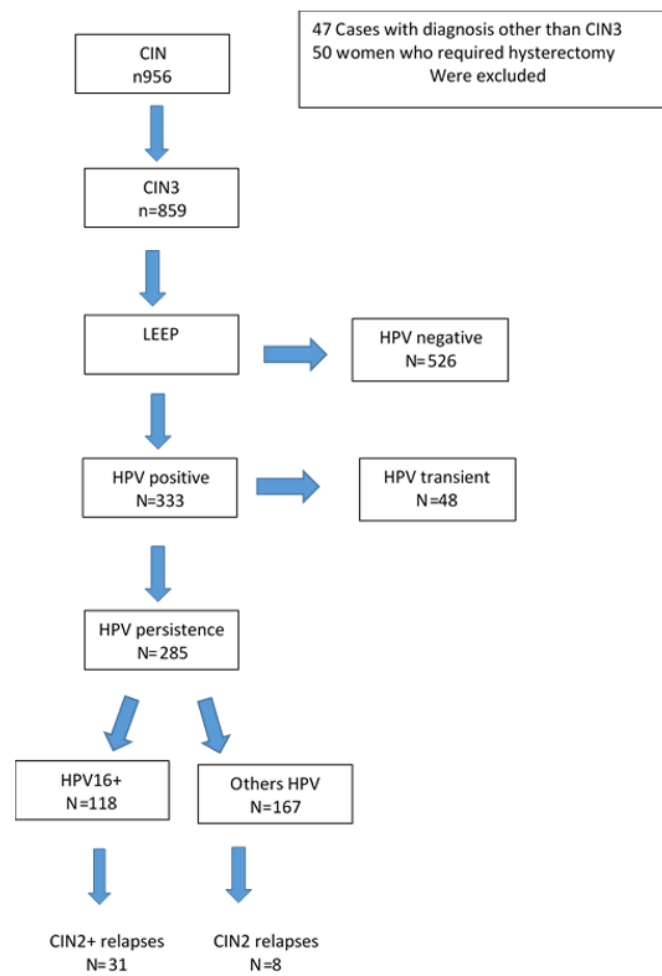 CIN
n956
47 Cases with diagnosis other than CIN3
50 women who required hysterectomy
Were excluded
CIN3
n=859
LEEP
HPV negative
N=526
HPV positive
N=333
HPV transient
N=48
HPV persistence
N=285
HPV16+
N=118
Others HPV
N=167
CIN2+ relapses
N=31
CIN2 relapses
N=8